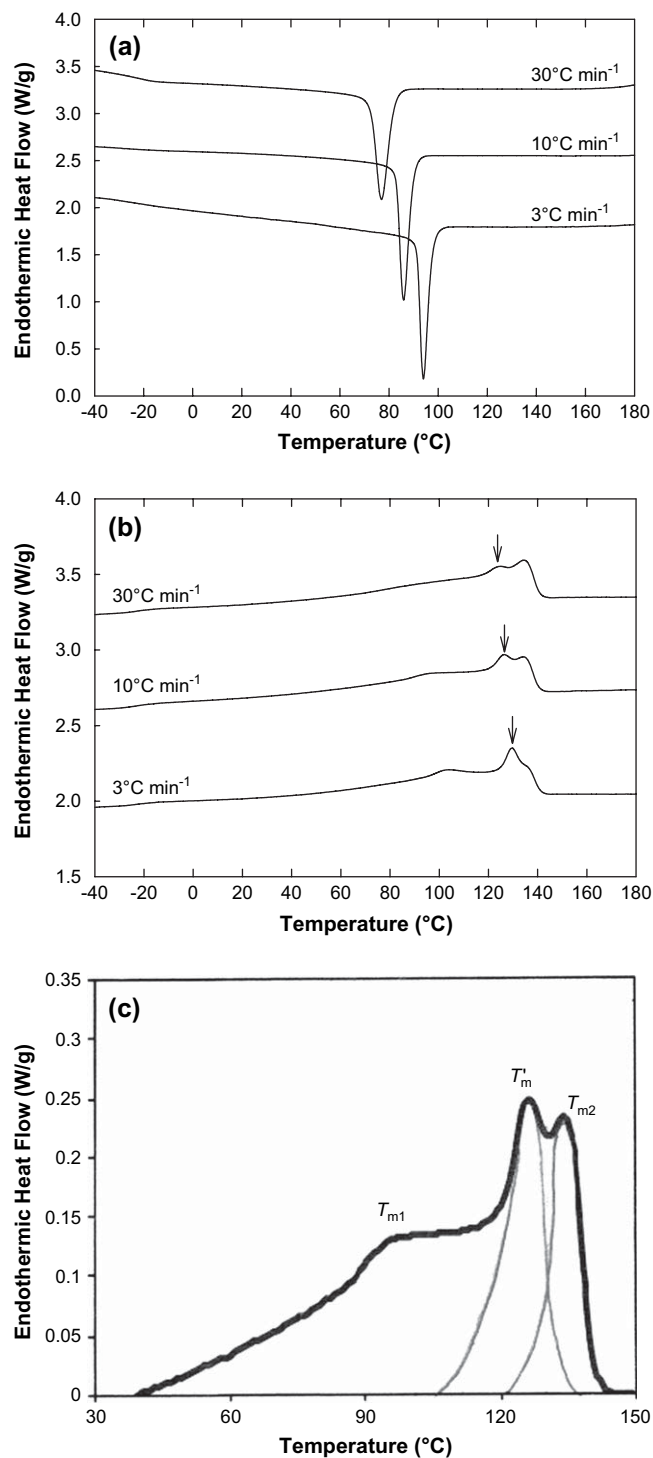 (a)
4.0
3.5
3.0
2.5
2.0
1.5
1.0
0.5
0.0
Endothermic Heat Flow (W/g)
30°C min-1
10°C min-1
3°C min-1
-40 -20 0 20 40 60 80 100 120 140 160 180
Temperature (°C)
(b)
4.0
3.5
3.0
2.5
2.0
1.5
Endothermic Heat Flow (W/g)
30°C min-1
10°C min-1
3°C min-1
-40 -20 0 20 40 60 80 100 120 140 160 180
Temperature (°C)
(c)
0.35
0.3
0.25
0.2
0.15
0.1
0.05
0
Endothermic Heat Flow (W/g)
T'm
Tm2
Tm1
30 60 90 120 150
Temperature (°C)